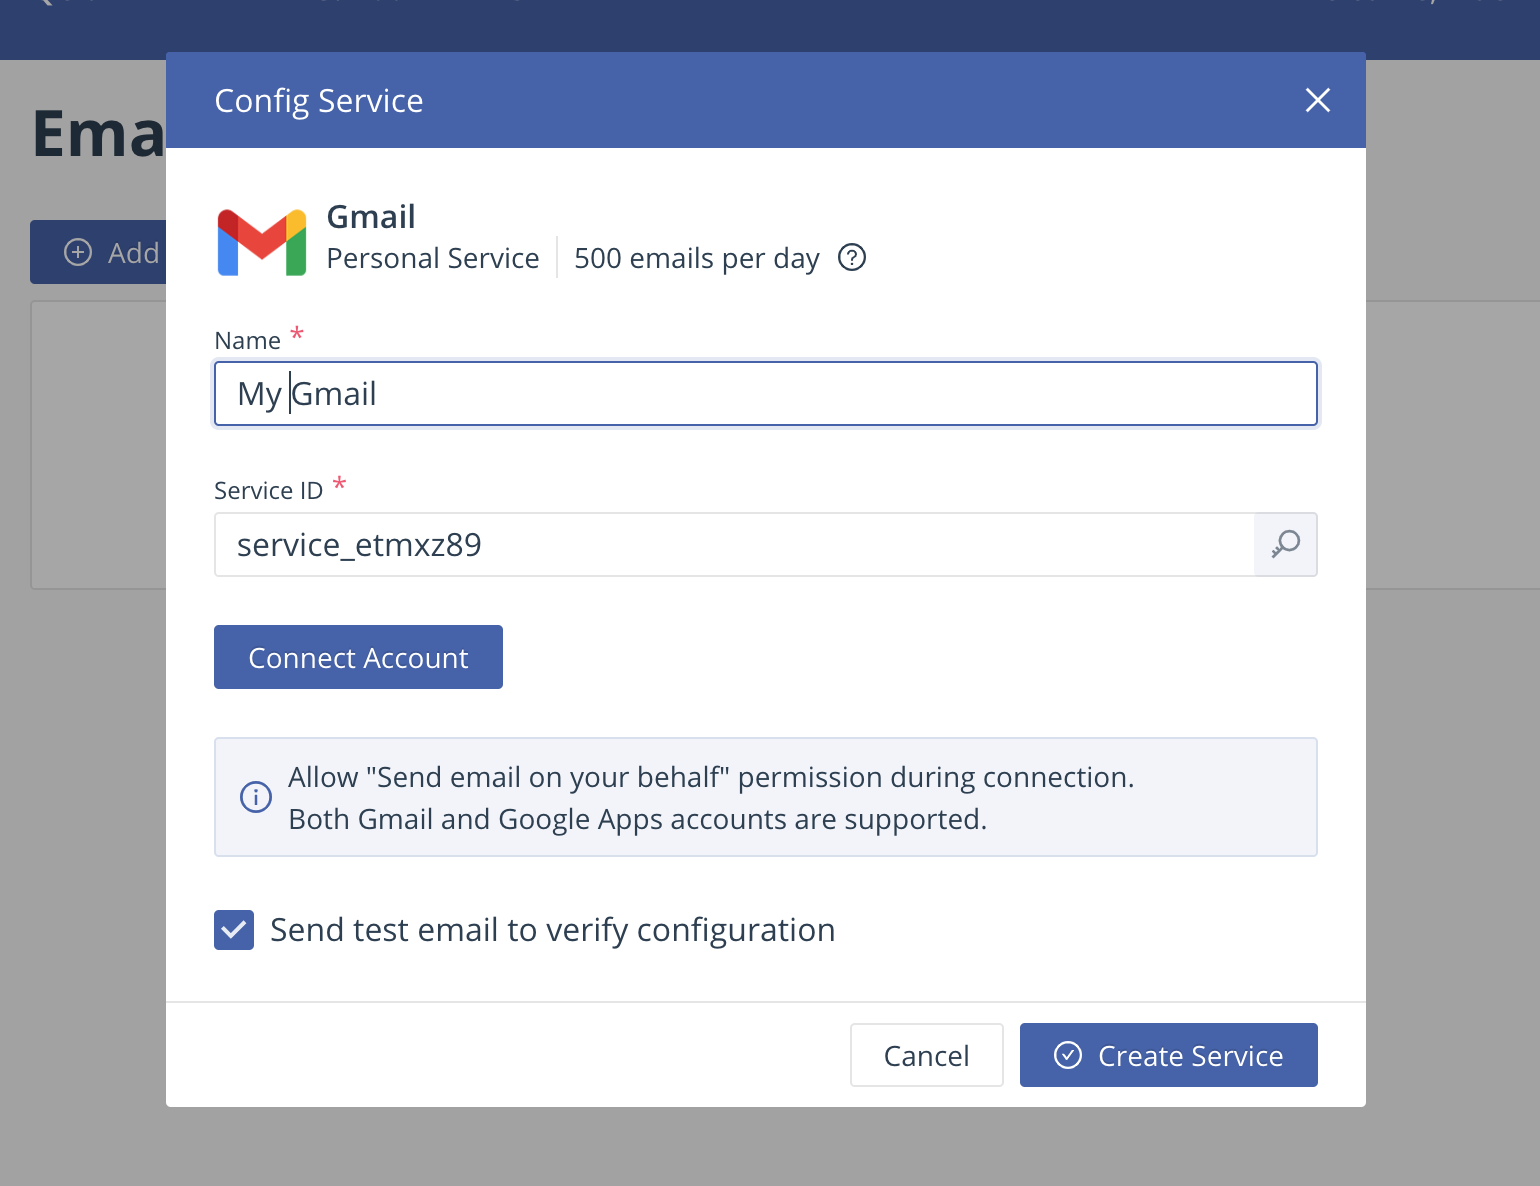 Config Service
Ema
Add
Gmail
Personal Service
500 emails per day
Name *
My Gmail
Service ID *
service_etmxz89
Connect Account
Allow "Send email on your behalf" permission during connection.
Both Gmail and Google Apps accounts are supported.
Send test email to verify configuration
Cancel
Create Service